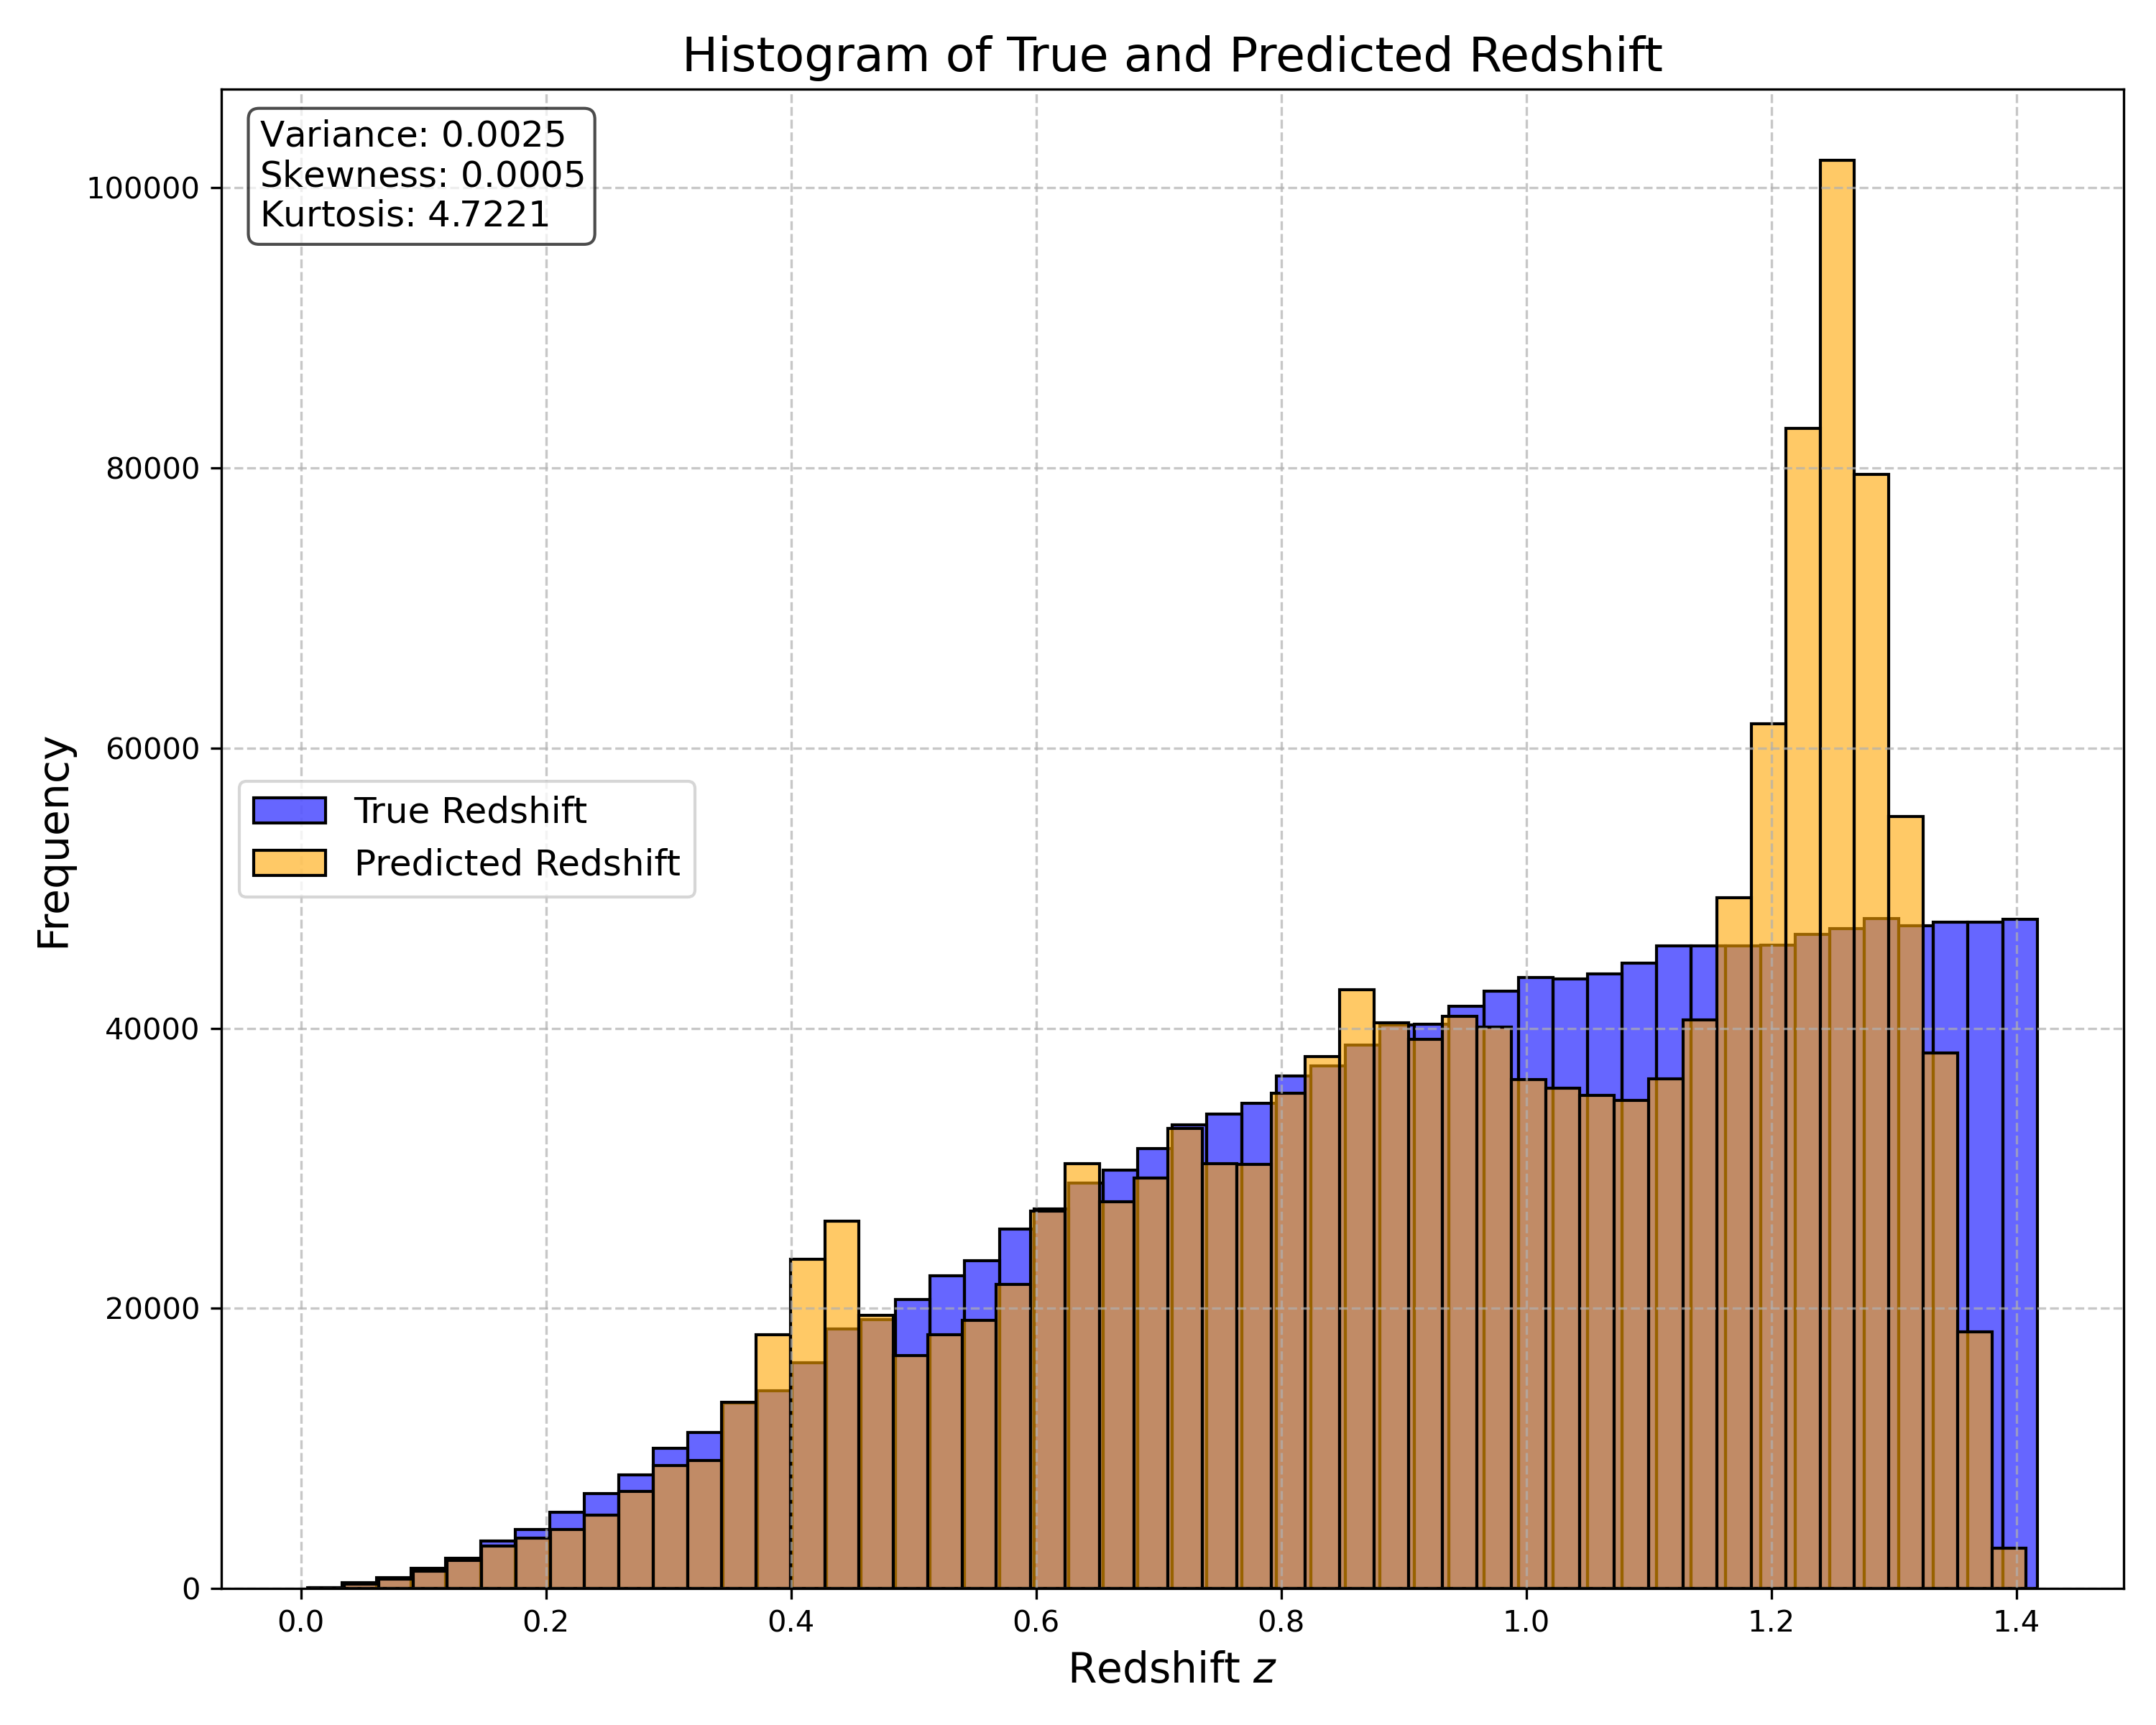 Histogram of True and Predicted Redshift
Variance: 0.0025
Skewness: 0.0005
Kurtosis: 4.7221
100000
80000
60000
40000
20000
0
Frequency
True Redshift
Predicted Redshift
0.0 0.2 0.4 0.6 0.8 1.0 1.2 1.4
Redshift z